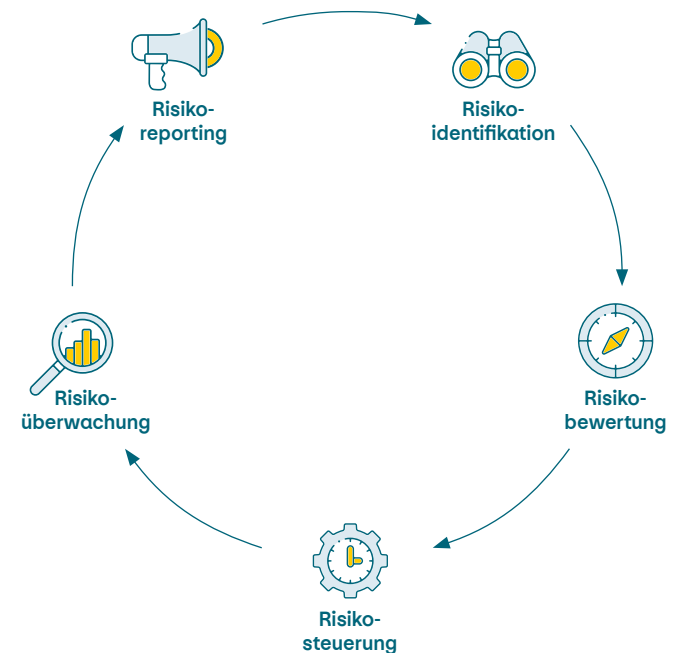 Risiko-
reporting
Risiko-
identifikation
Risiko-
bewertung
Risiko-
steuerung
Risiko-
überwachung